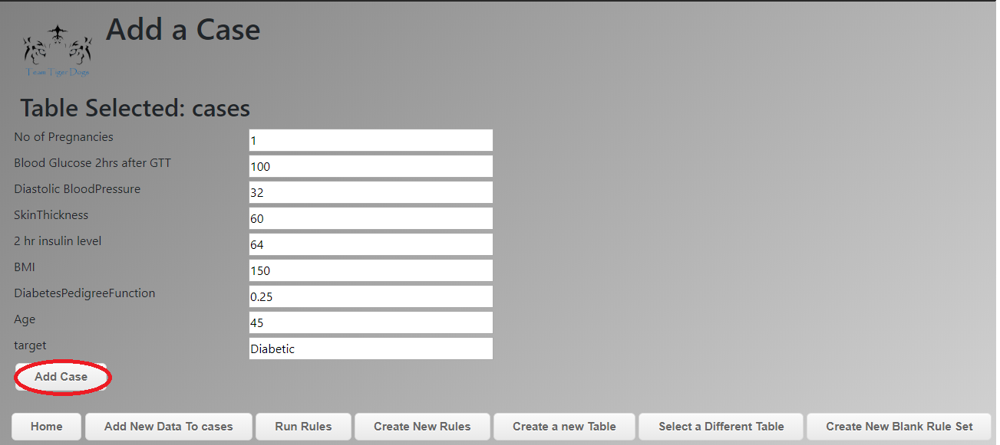 Add a Case
Team Tiger Dogs
Table Selected: cases
No of Pregnancies 1
Blood Glucose 2hrs after GTT 100
Diastolic BloodPressure 32
SkinThickness 60
2 hr insulin level 64
BMI 150
DiabetesPedigreeFunction 0.25
Age 45
target Diabetic
Add Case
Home Add New Data To cases Run Rules Create New Rules Create a new Table Select a Different Table Create New Blank Rule Set